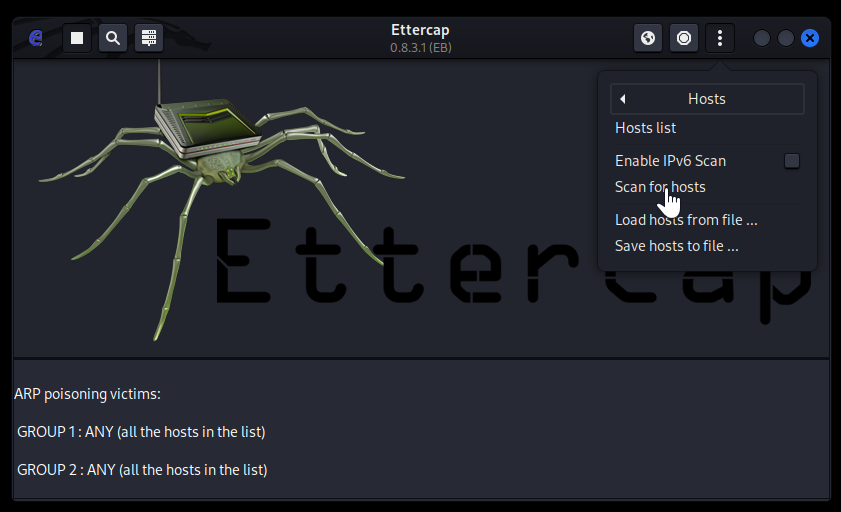 Ettercap
0.8.3.1 (EB)
Hosts
Hosts list
Enable IPv6 Scan
Scan for hosts
Load hosts from file ...
Save hosts to file ...
Ettercap
ARP poisoning victims:
GROUP 1 : ANY (all the hosts in the list)
GROUP 2 : ANY (all the hosts in the list)